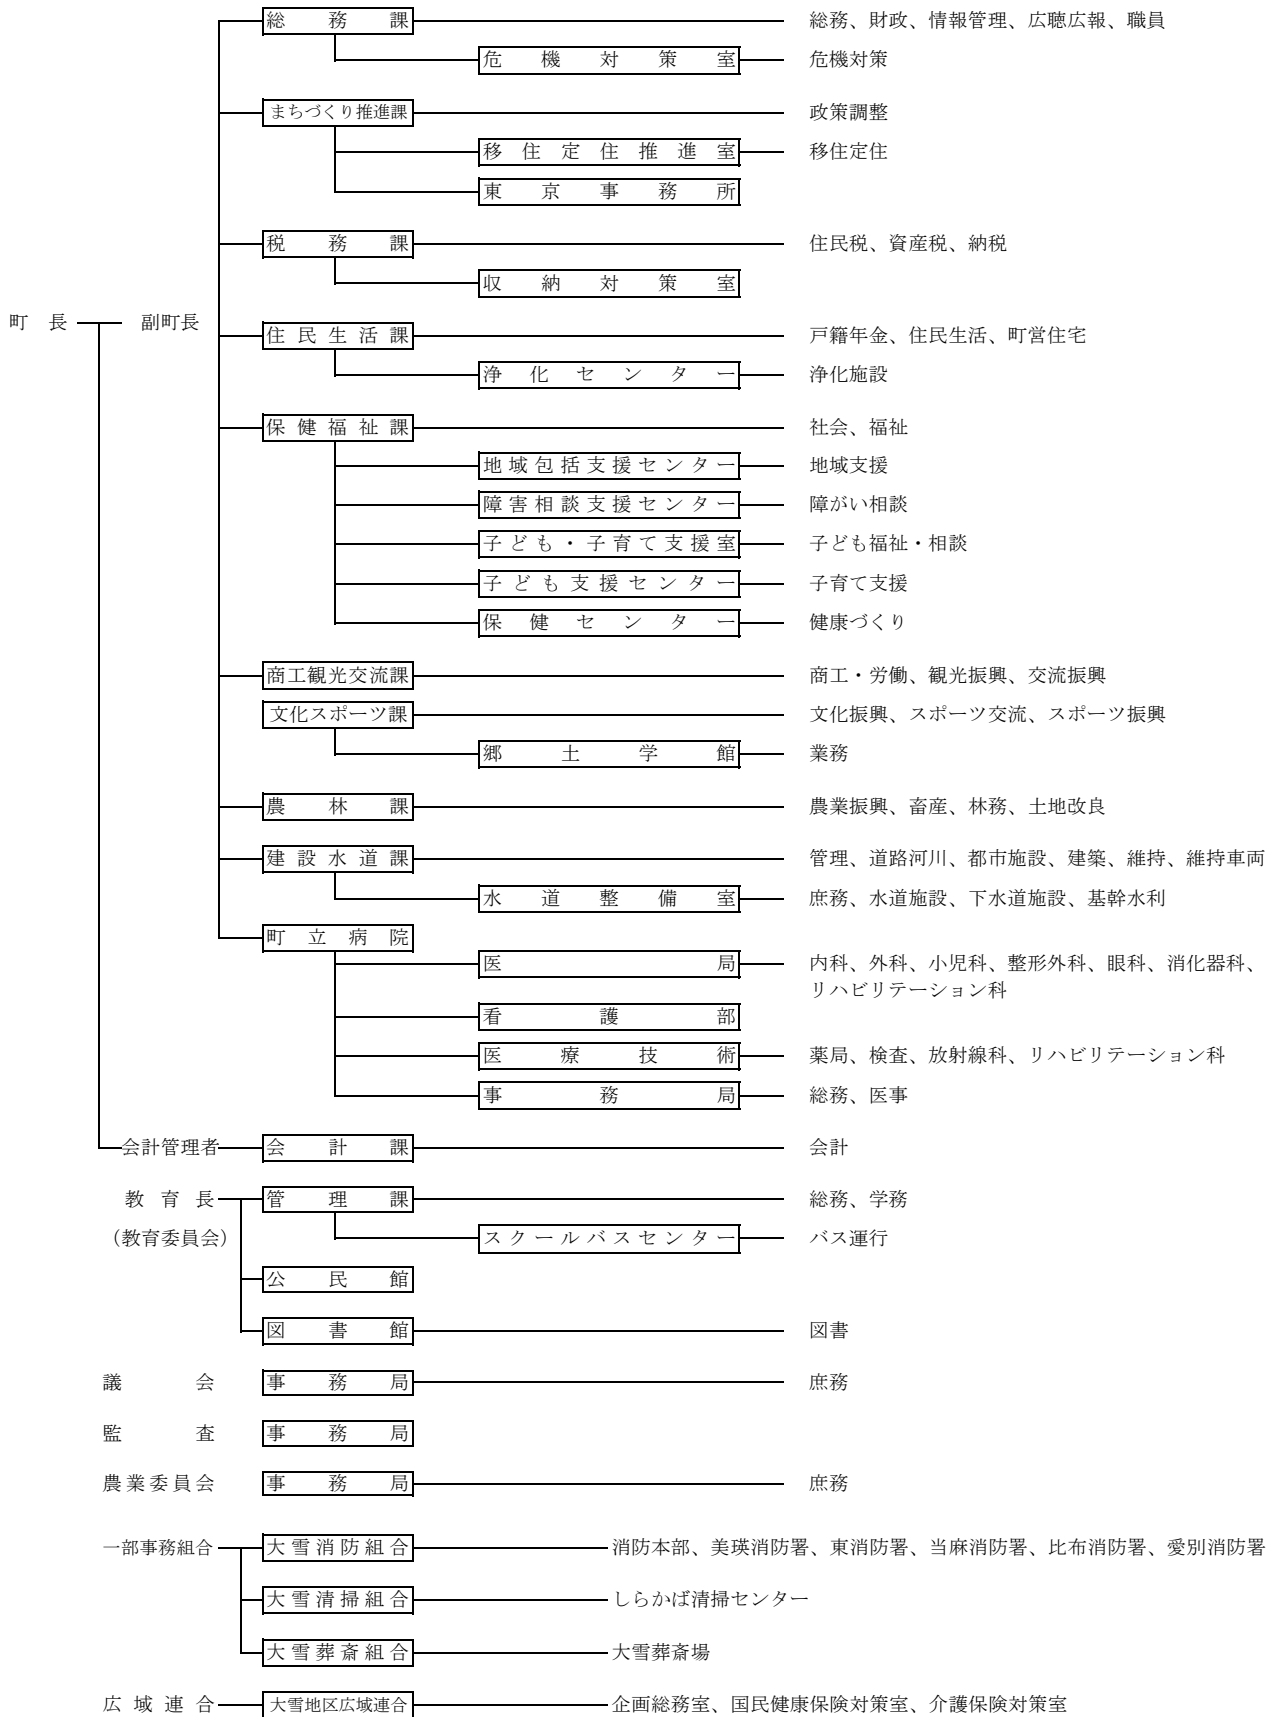 総務課 総務、財政、情報管理、広聴広報、職員
危機対策室 危機対策
まちづくり推進課 政策調整
移住定住推進室 移住定住
東京事務所
税務課 住民税、資産税、納税
収納対策室
町長 副町長
住民生活課 戸籍年金、住民生活、町営住宅
浄化センター 浄化施設
保健福祉課 社会、福祉
地域包括支援センター 地域支援
障害相談支援センター 障がい相談
子ども・子育て支援室 子ども福祉・相談
子ども支援センター 子育て支援
保健センター 健康づくり
商工観光交流課 商工・労働、観光振興、交流振興
文化スポーツ課 文化振興、スポーツ交流、スポーツ振興
郷土学館 業務
農林課 農業振興、畜産、林務、土地改良
建設水道課 管理、道路河川、都市施設、建築、維持、維持車両
水道整備室 庶務、水道施設、下水道施設、基幹水利
町立病院
医局 内科、外科、小児科、整形外科、眼科、消化器科、
リハビリテーション科
看護部
医療技術 薬局、検査、放射線科、リハビリテーション科
事務局 総務、医事
会計管理者 会計課 会計
教育長 管理課 総務、学務
（教育委員会） スクールバスセンター バス運行
公民館
図書館 図書
議会 事務局 庶務
監査 事務局
農業委員会 事務局 庶務
一部事務組合 大雪消防組合 消防本部、美瑛消防署、東消防署、当麻消防署、比布消防署、愛別消防署
大雪清掃組合 しらかば清掃センター
大雪葬斎組合 大雪葬斎場
広域連合 大雪地区広域連合 企画総務室、国民健康保険対策室、介護保険対策室